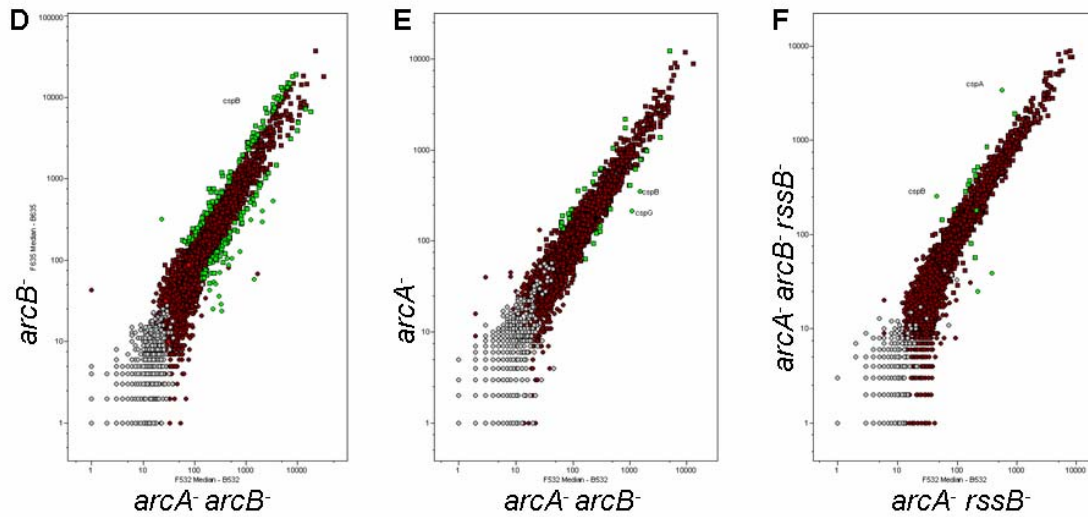 D
E
F
arcB-
F635 Median - B635
100000
10000
1000
100
10
1
cspB
1
10
100
1000
10000
F532 Median - B532
arcA- arcB-
arcA-
10000
1000
100
10
1
cspB
cspG
1
10
100
1000
10000
F532 Median - B532
arcA- arcB-
arcA- arcB- rssB-
10000
1000
100
10
1
cspA
cspB
1
10
100
1000
10000
F532 Median - B532
arcA- rssB-